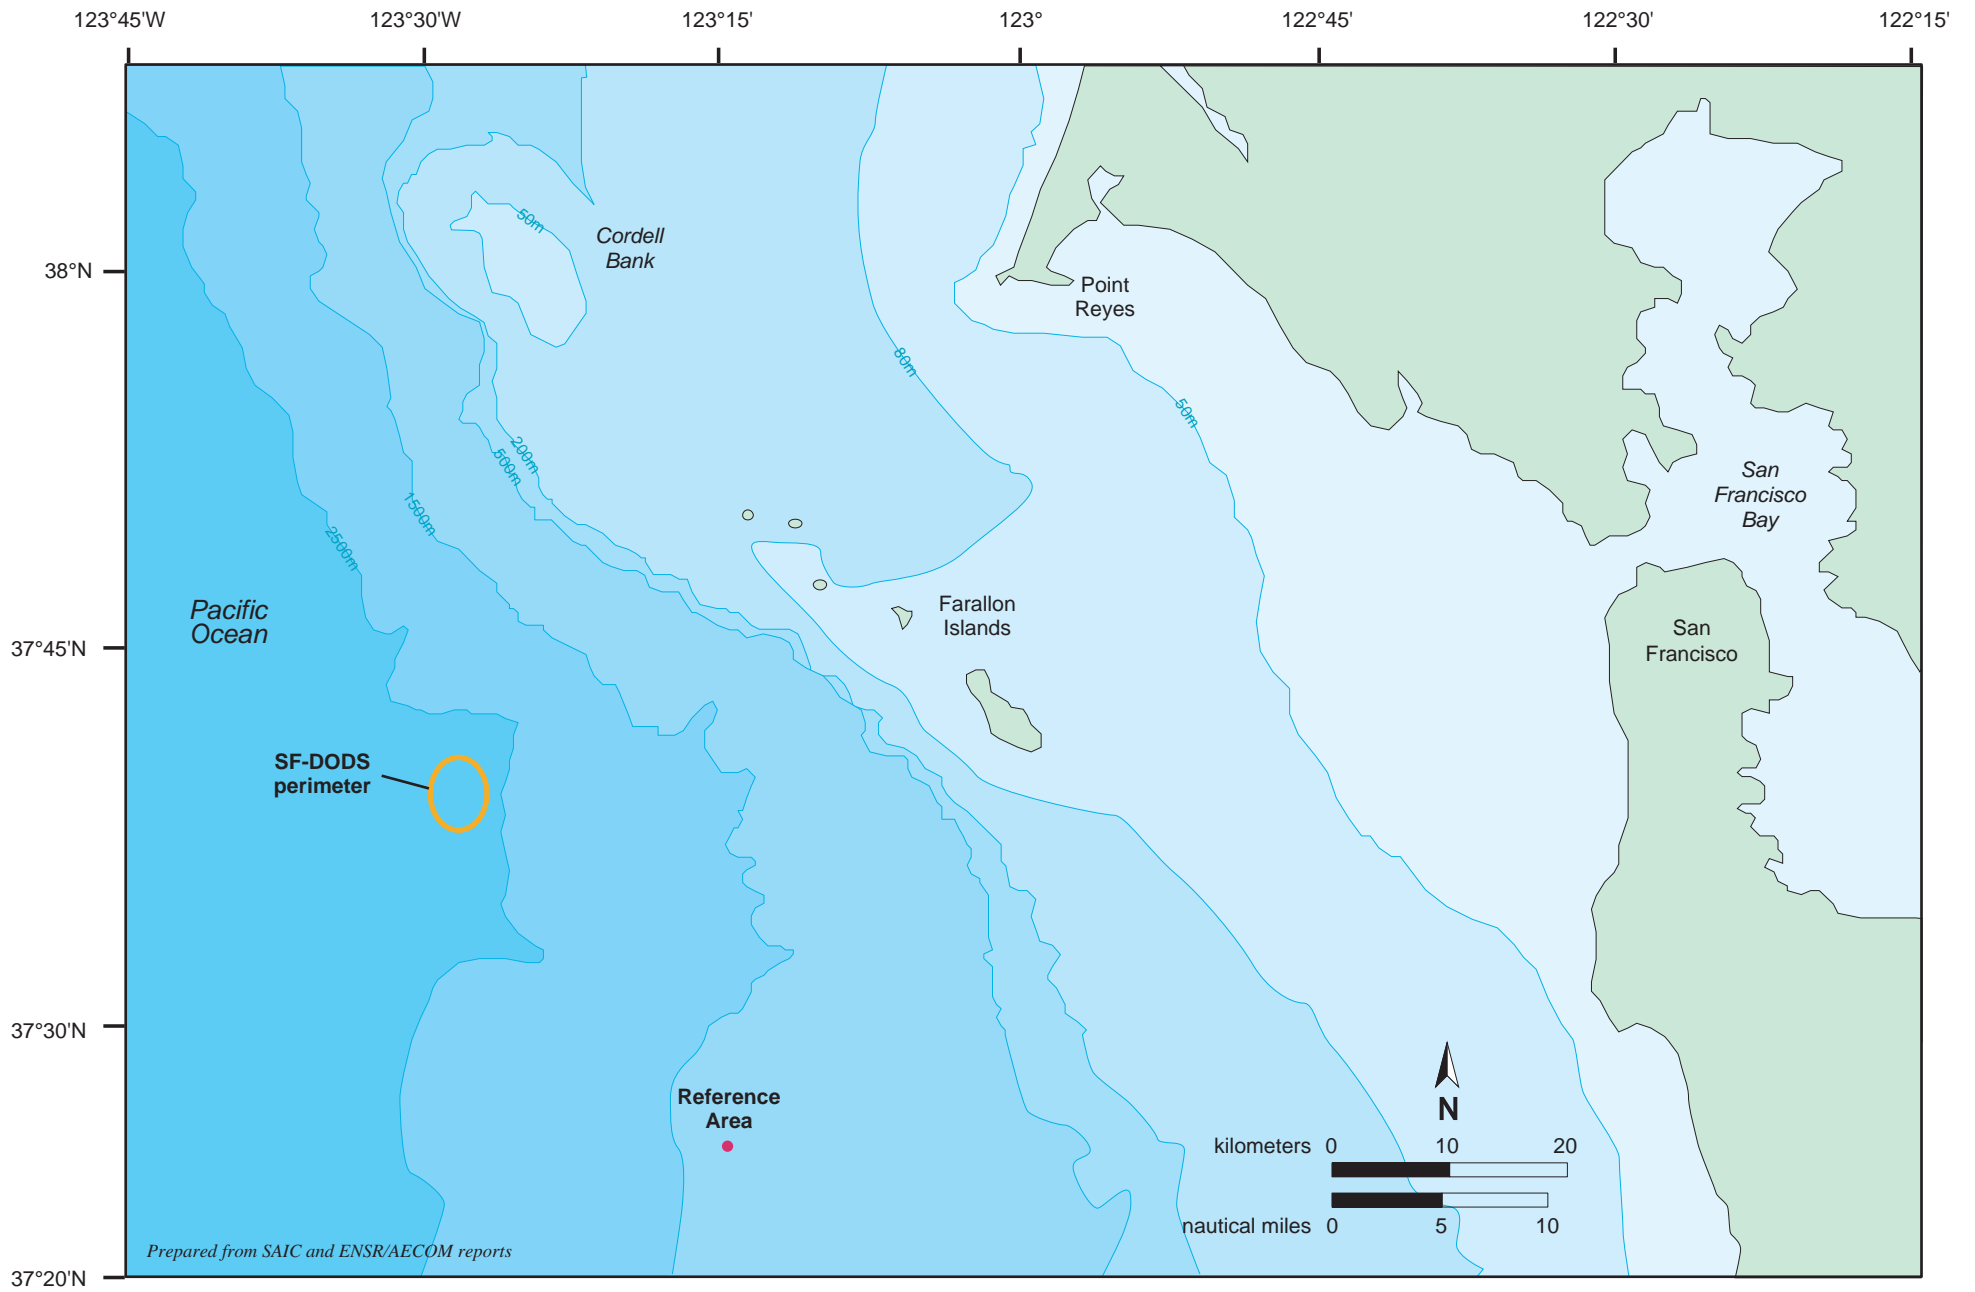 123°45'W 123°30'W 123°15' 123° 122°45' 122°30' 122°15'
50m
Cordell
Bank
38°N
Point
Reyes
80m
50m
200m
500m
San
Francisco
Bay
1500m
2500m
Pacific
Ocean
Farallon
Islands
San
Francisco
37°45'N
SF-DODS
perimeter
37°30'N
Reference
Area
N
kilometers 0 10 20
nautical miles 0 5 10
Prepared from SAIC and ENSR/AECOM reports
37°20'N